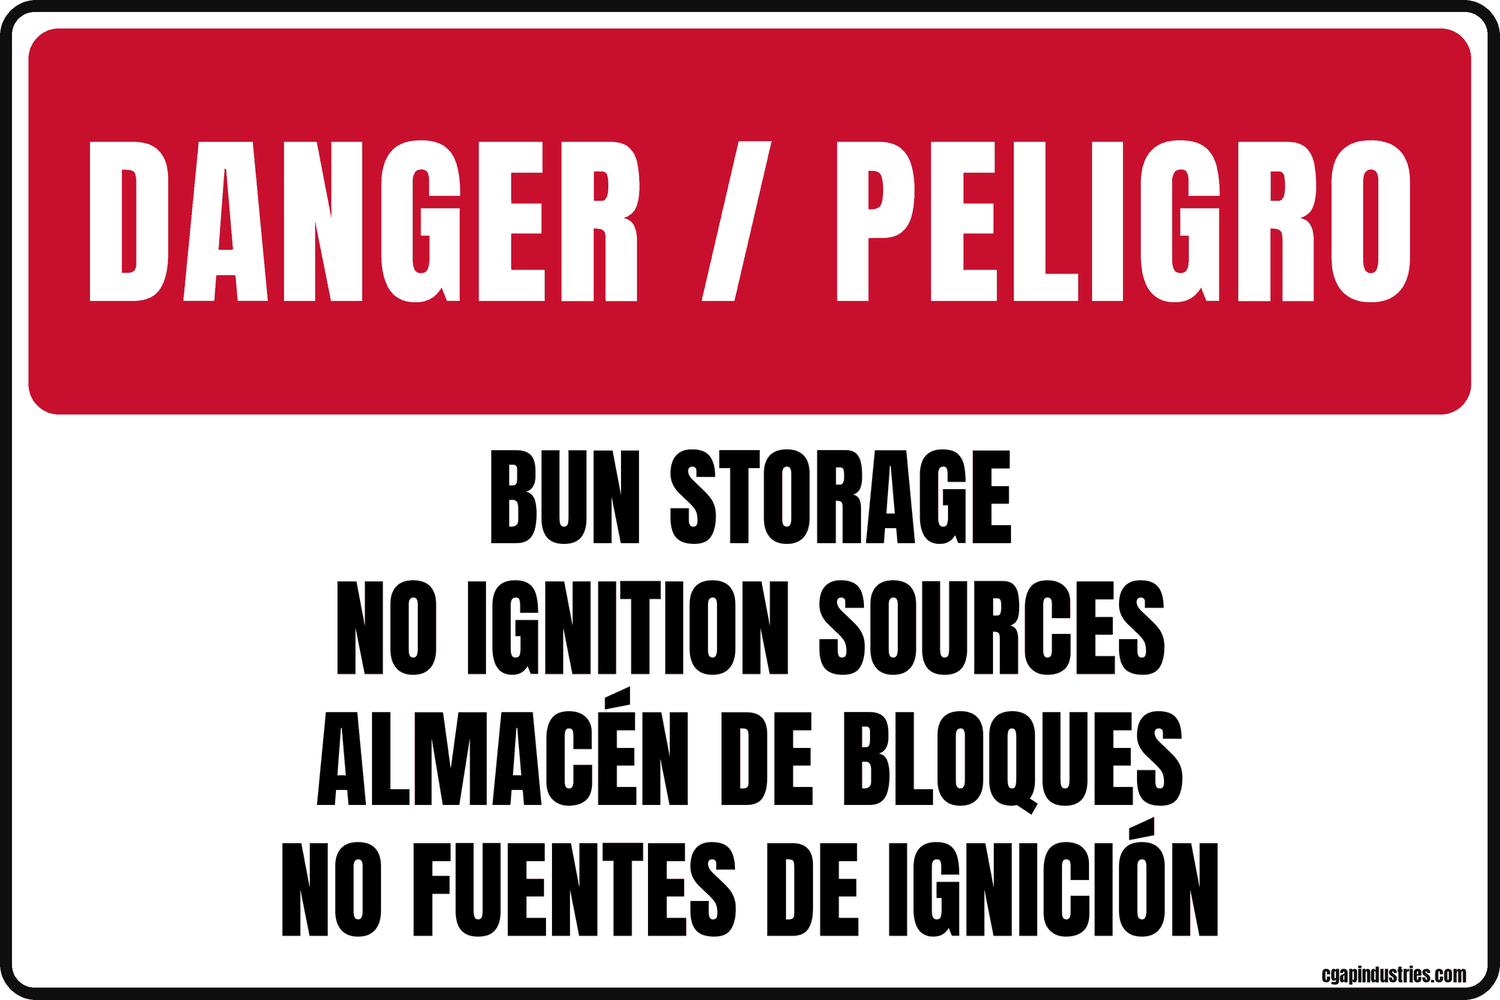 DANGER / PELIGRO
BUN STORAGE
NO IGNITION SOURCES
ALMACÉN DE BLOQUES
NO FUENTES DE IGNICIÓN
cgapindustries.com